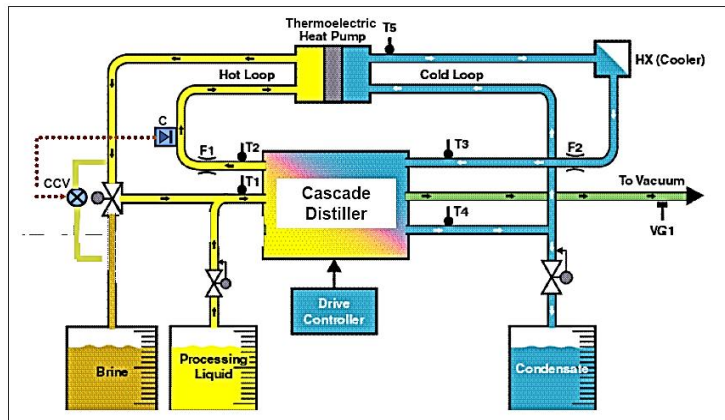 Thermoelectric
Heat Pump
T5
HX (Cooler)
Hot Loop
Cold Loop
C
F1
T2
T3
F2
CCV
T1
Cascade
Distiller
To Vacuum
T4
VG1
Drive
Controller
Brine
Processing
Liquid
Condensate